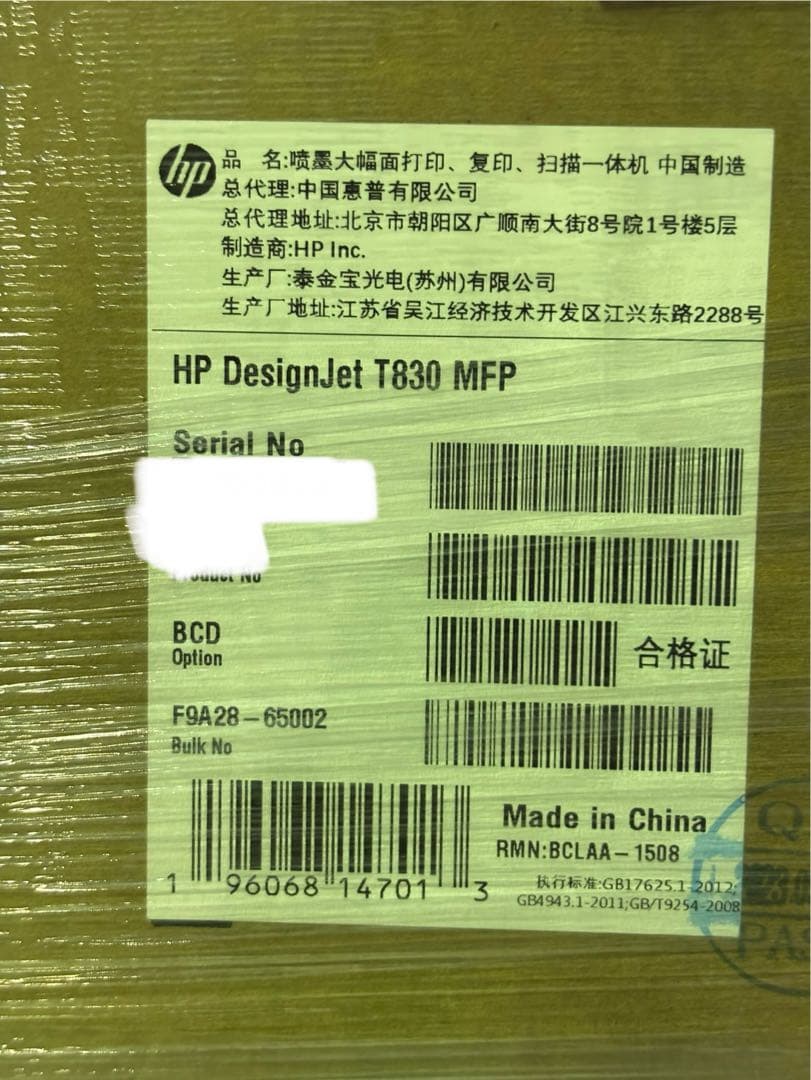 hp
品 名:喷墨大幅面打印、复印、扫描一体机 中国制造
总代理:中国惠普有限公司
总代理地址:北京市朝阳区广顺南大街8号院1号楼5层
制造商:HP Inc.
生产厂:泰金宝光电(苏州)有限公司
生产厂地址:江苏省吴江经济技术开发区江兴东路2288号
HP DesignJet T830 MFP
Serial No
Product No
BCD
Option
合格证
F9A28-65002
Bulk No
1 96068 14701 3
Made in China
RMN:BCLAA-1508
执行标准:GB17625.1-2012;
GB4943.1-2011;GB/T9254-2008